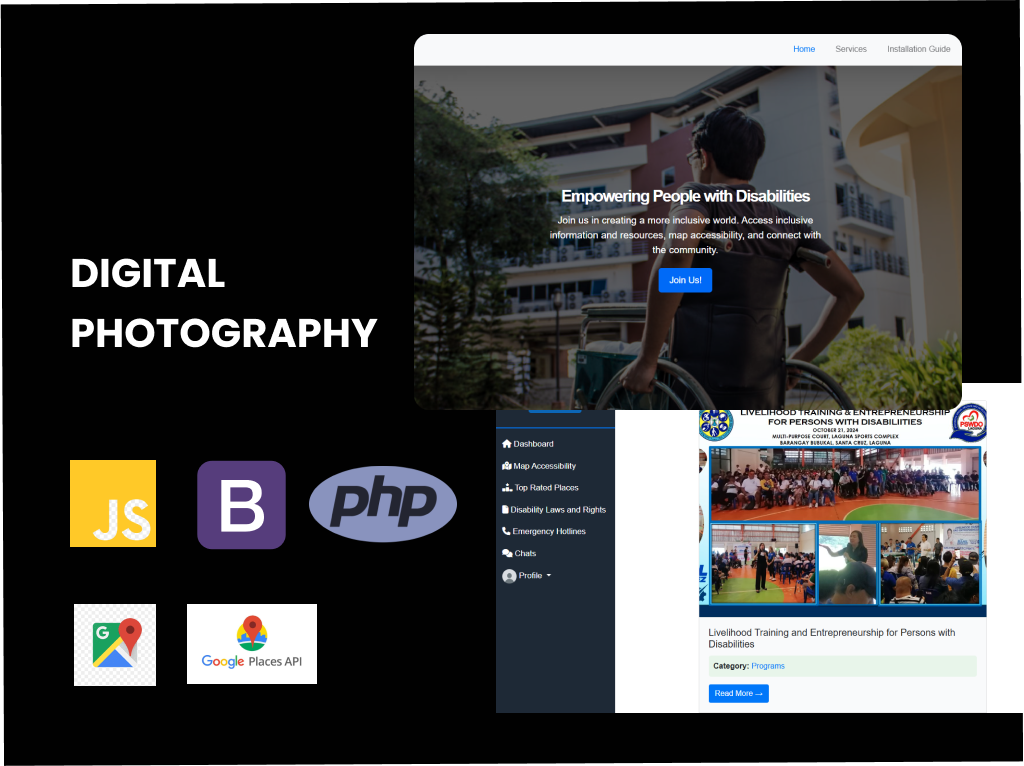 Home Services Installation Guide
Empowering People with Disabilities
Join us in creating a more inclusive world. Access inclusive
information and resources, map accessibility, and connect with
the community.
Join Us!
DIGITAL
PHOTOGRAPHY
JS
B
php
G
Google Places API
Dashboard
Map Accessibility
Top Rated Places
Disability Laws and Rights
Emergency Hotlines
Chats
Profile
LIVELIHOOD TRAINING & ENTREPRENEURSHIP
FOR PERSONS WITH DISABILIITIES
OCTOBER 21, 2024
MULTI-PURPOSE COURT, LAGUNA SPORTS COMPLEX
BARANGAY BUBUKAL, SANTA CRUZ, LAGUNA
PSWDO
LAGUNA
Livelihood Training and Entrepreneurship for Persons with
Disabilities
Category: Programs
Read More →